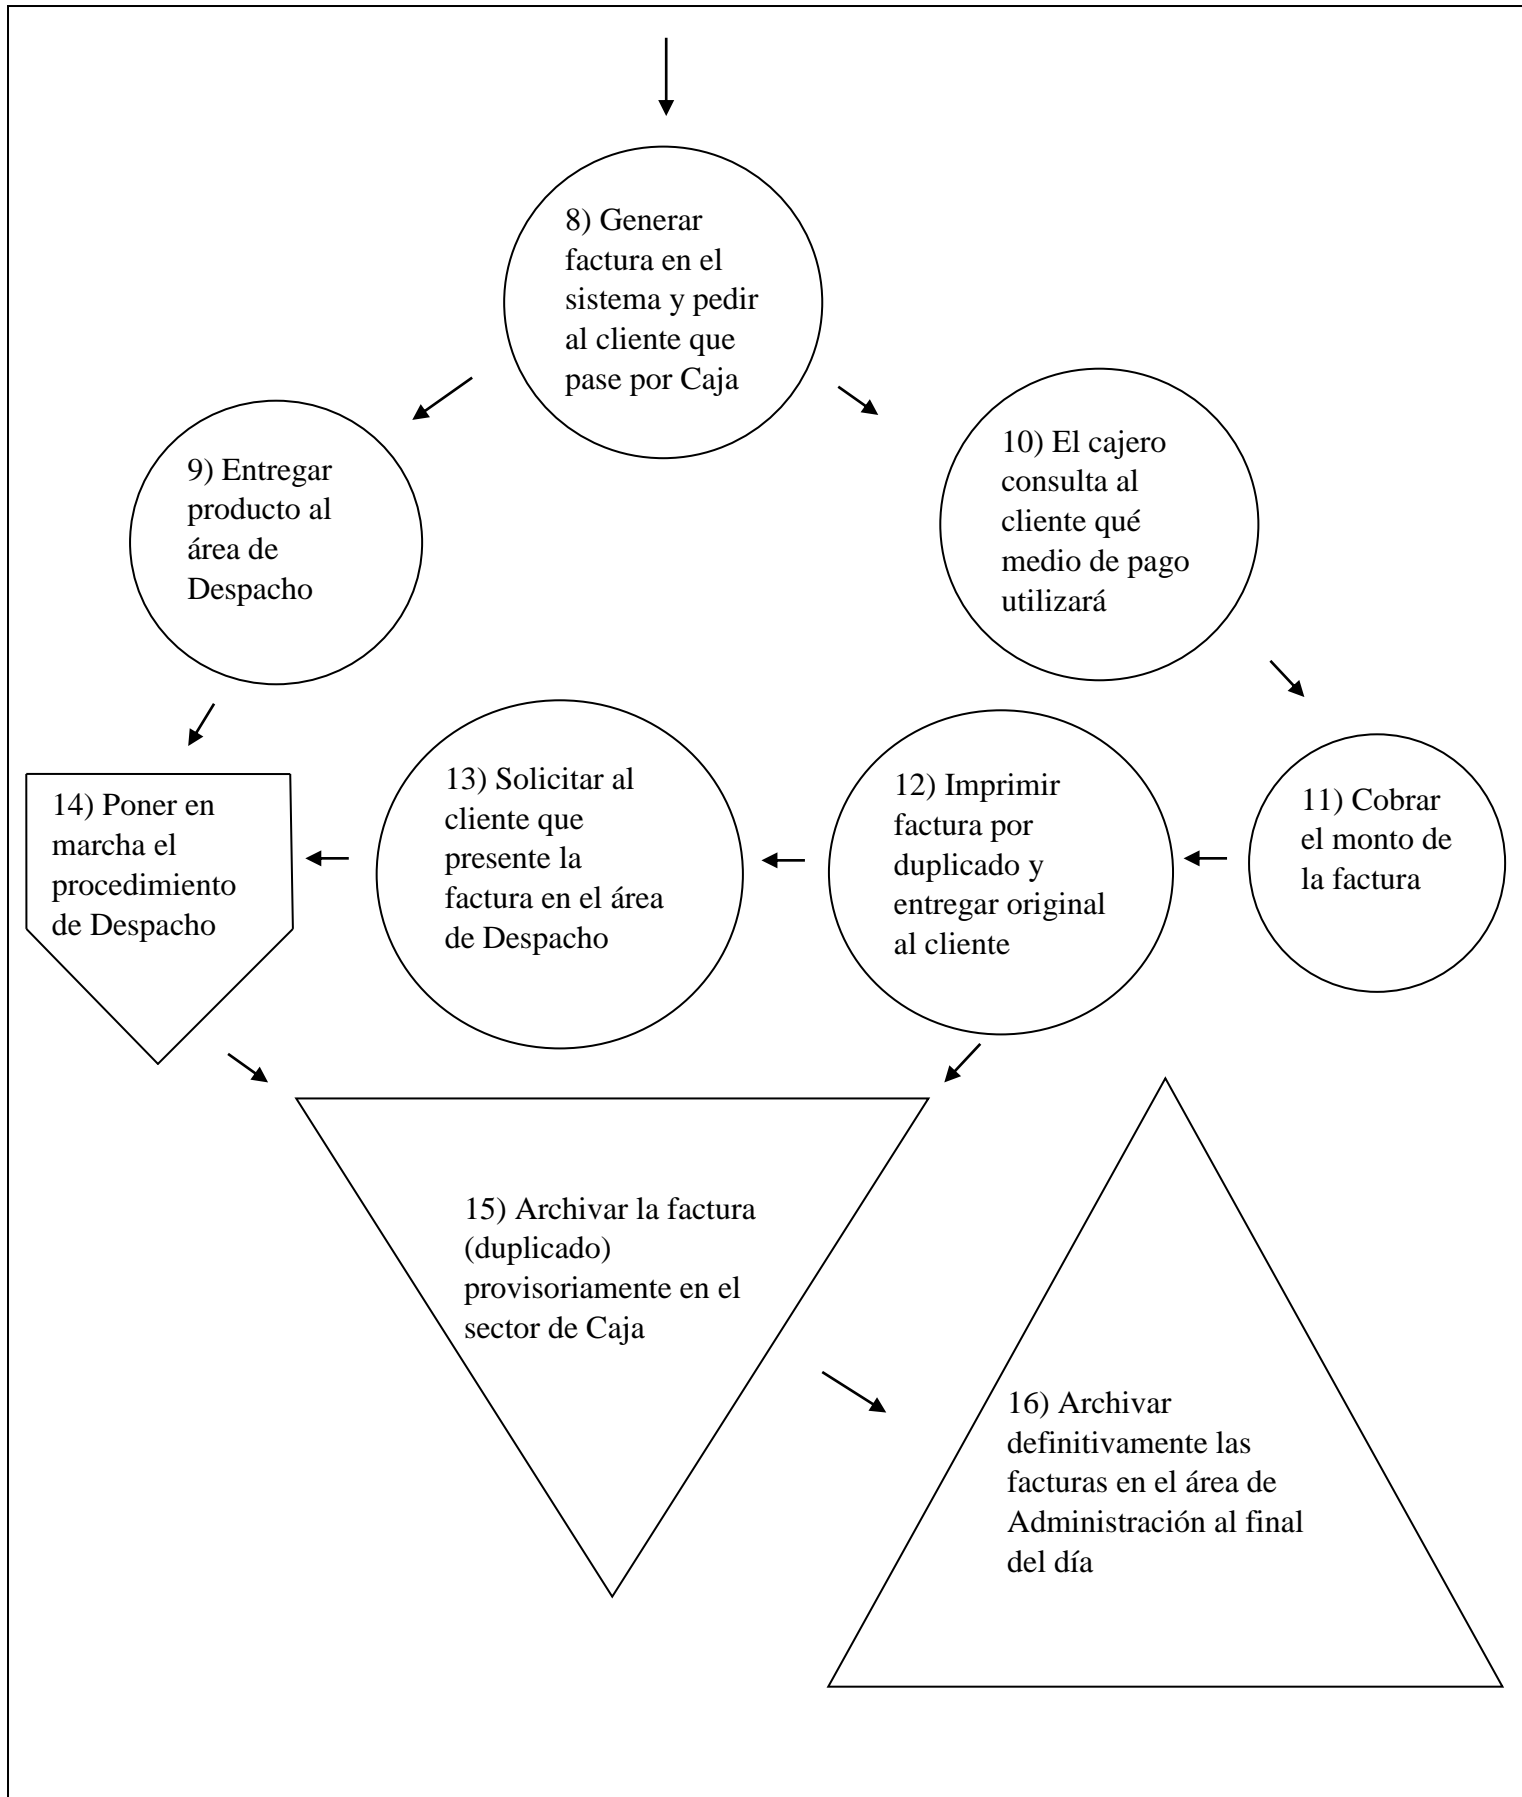 8) Generar
factura en el
sistema y pedir
al cliente que
pase por Caja
9) Entregar
producto al
área de
Despacho
10) El cajero
consulta al
cliente qué
medio de pago
utilizará
11) Cobrar
el monto de
la factura
12) Imprimir
factura por
duplicado y
entregar original
al cliente
13) Solicitar al
cliente que
presente la
factura en el área
de Despacho
14) Poner en
marcha el
procedimiento
de Despacho
15) Archivar la factura
(duplicado)
provisoriamente en el
sector de Caja
16) Archivar
definitivamente las
facturas en el área de
Administración al final
del día